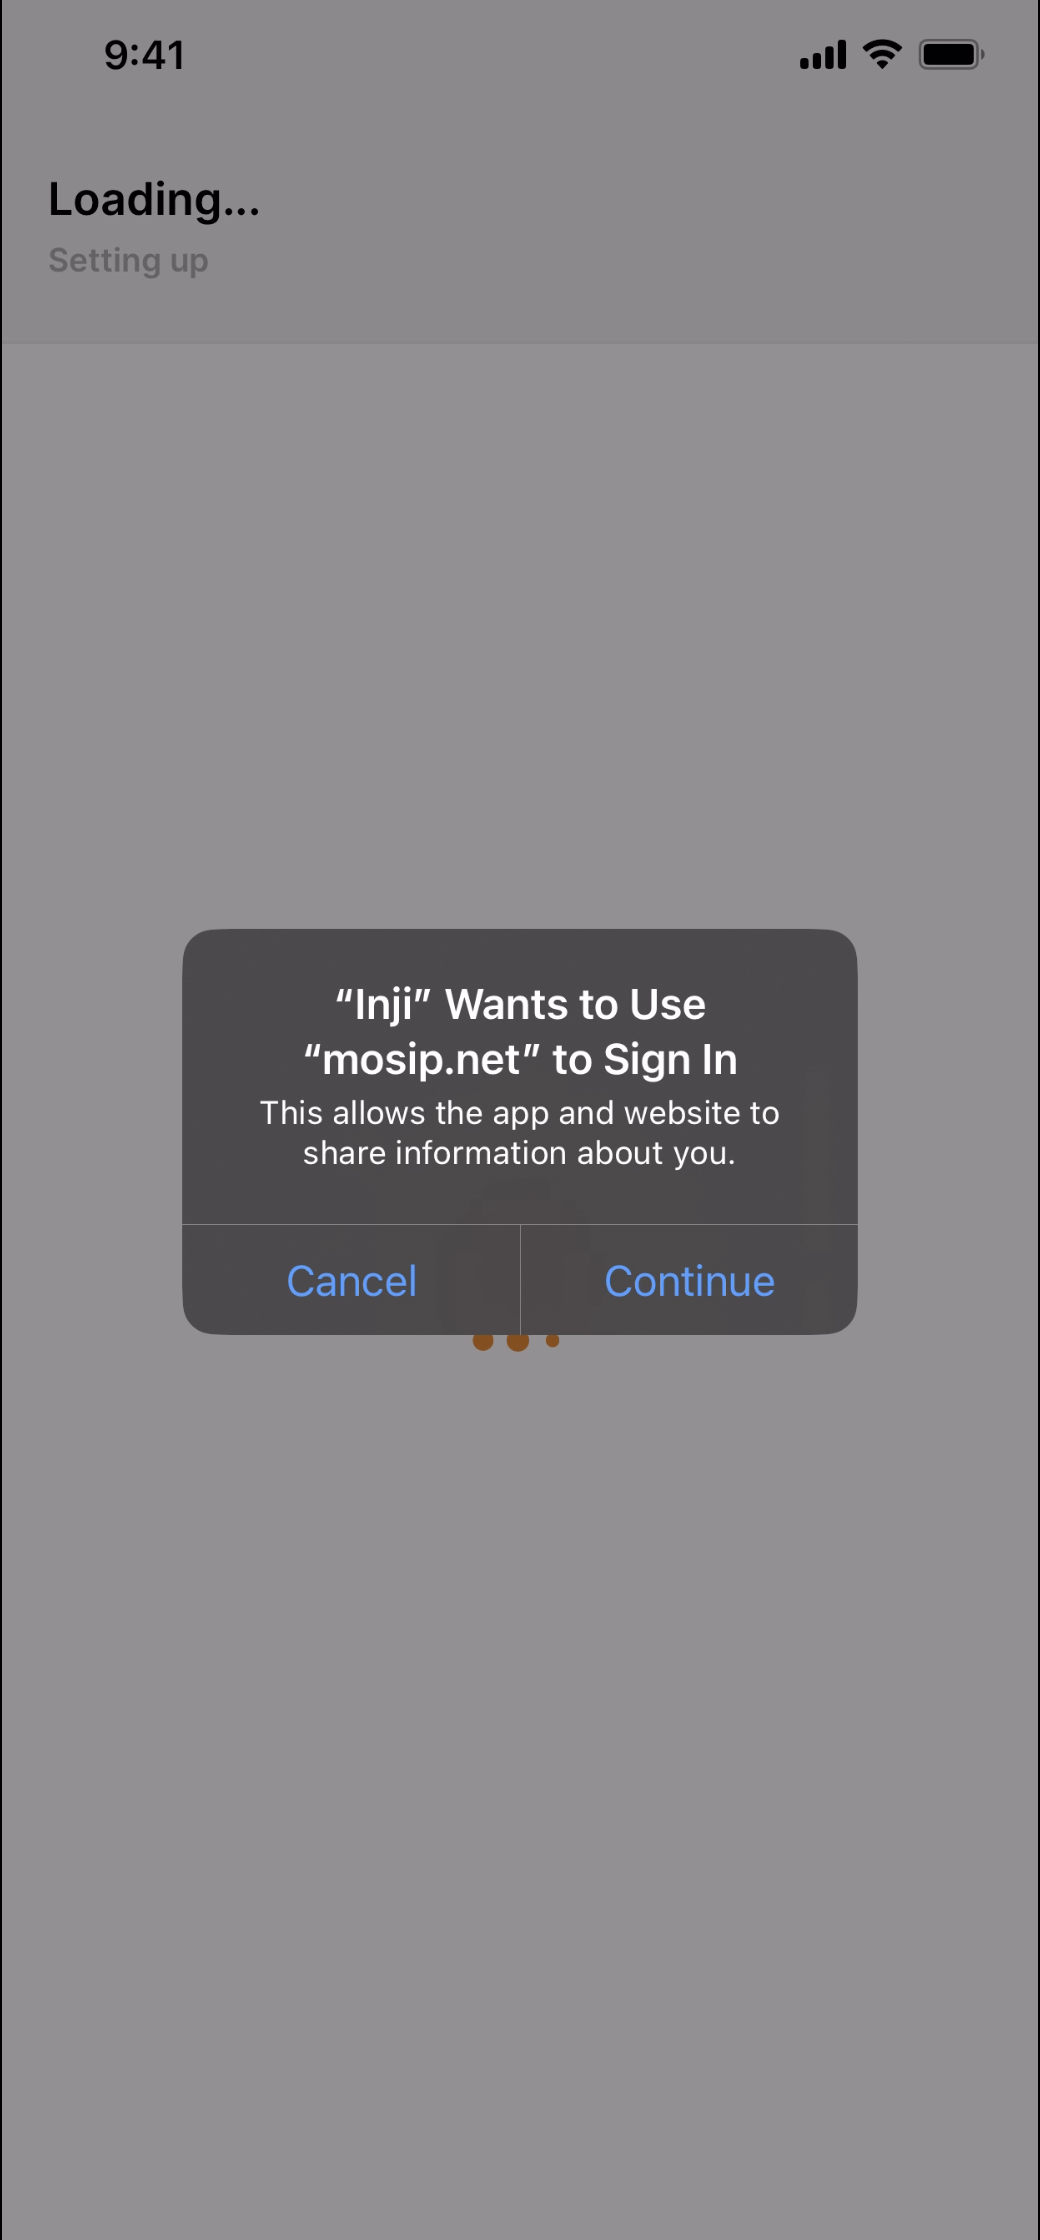 9:41
Loading...
Setting up
“Inji” Wants to Use
“mosip.net” to Sign In
This allows the app and website to
share information about you.
Cancel
Continue